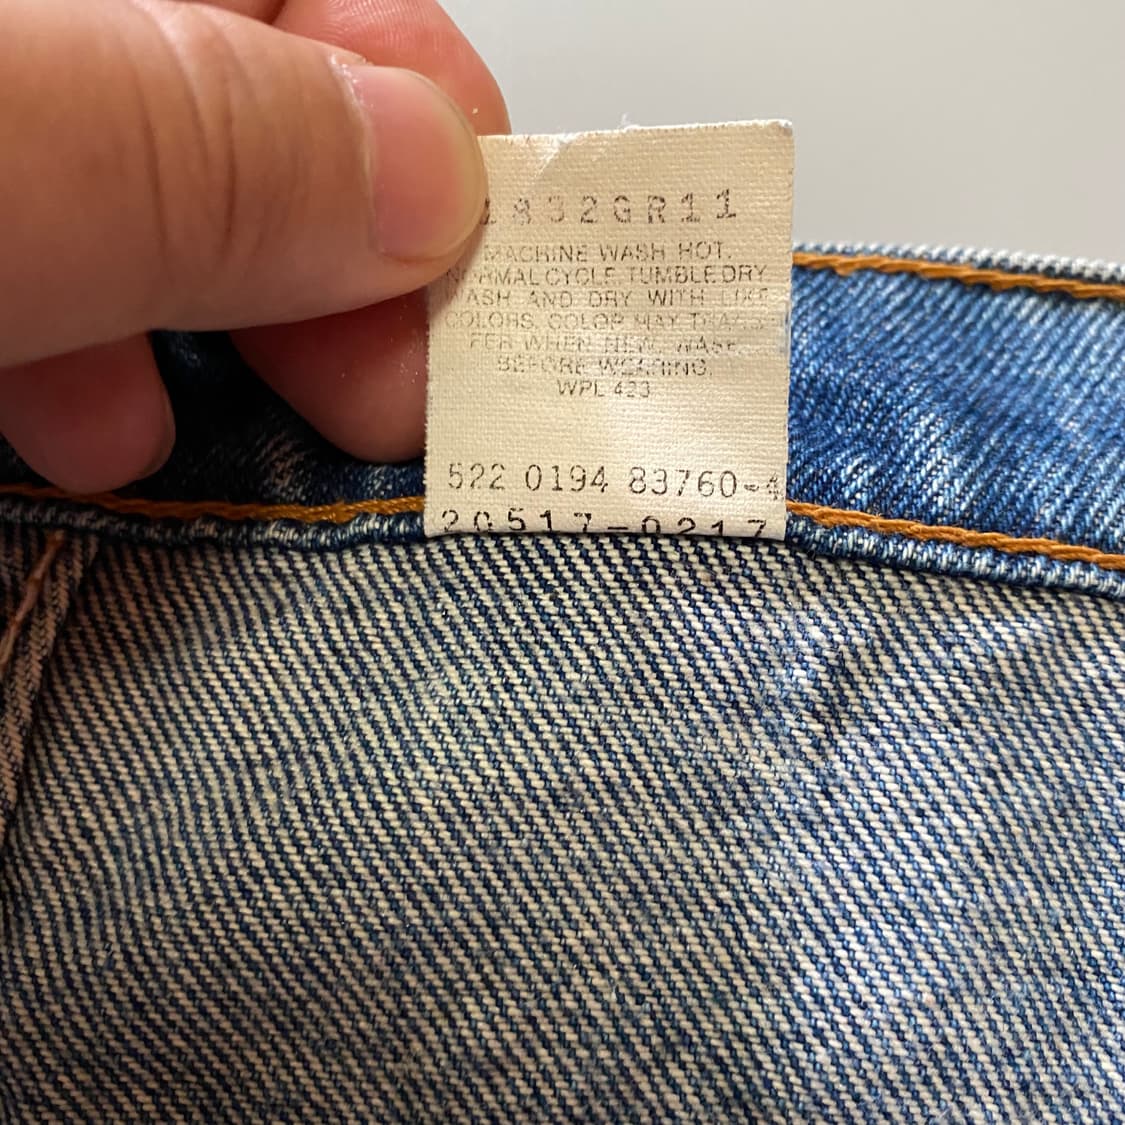 1832GR11
MACHINE WASH HOT.
NORMAL CYCLE TUMBLE DRY
WASH AND DRY WITH LIKE
COLORS. COLOR MAY TRANS-
FER WHEN NEW. WASH
BEFORE WEARING.
WPL 423
522 0194 83760-4
20517-0217